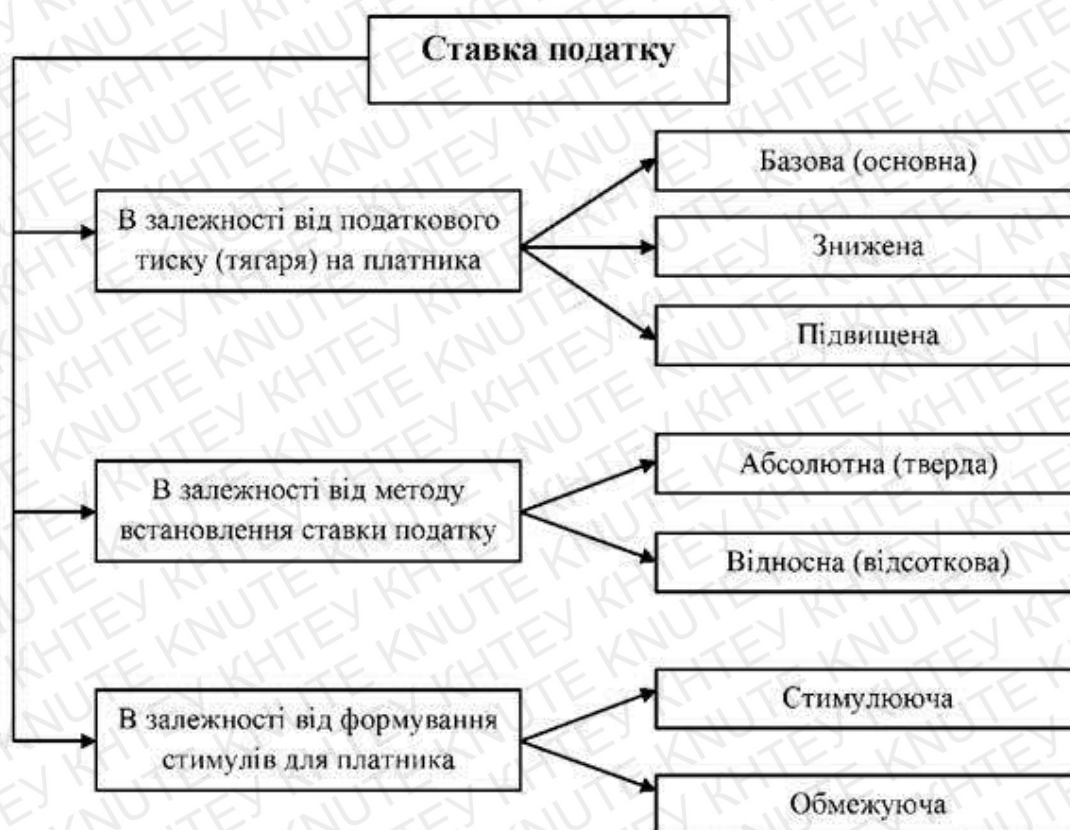 Ставка податку
В залежності від податкового
тиску (тягаря) на платника
Базова (основна)
Знижена
Підвищена
В залежності від методу
встановлення ставки податку
Абсолютна (тверда)
Відносна (відсоткова)
В залежності від формування
стимулів для платника
Стимулююча
Обмежуюча